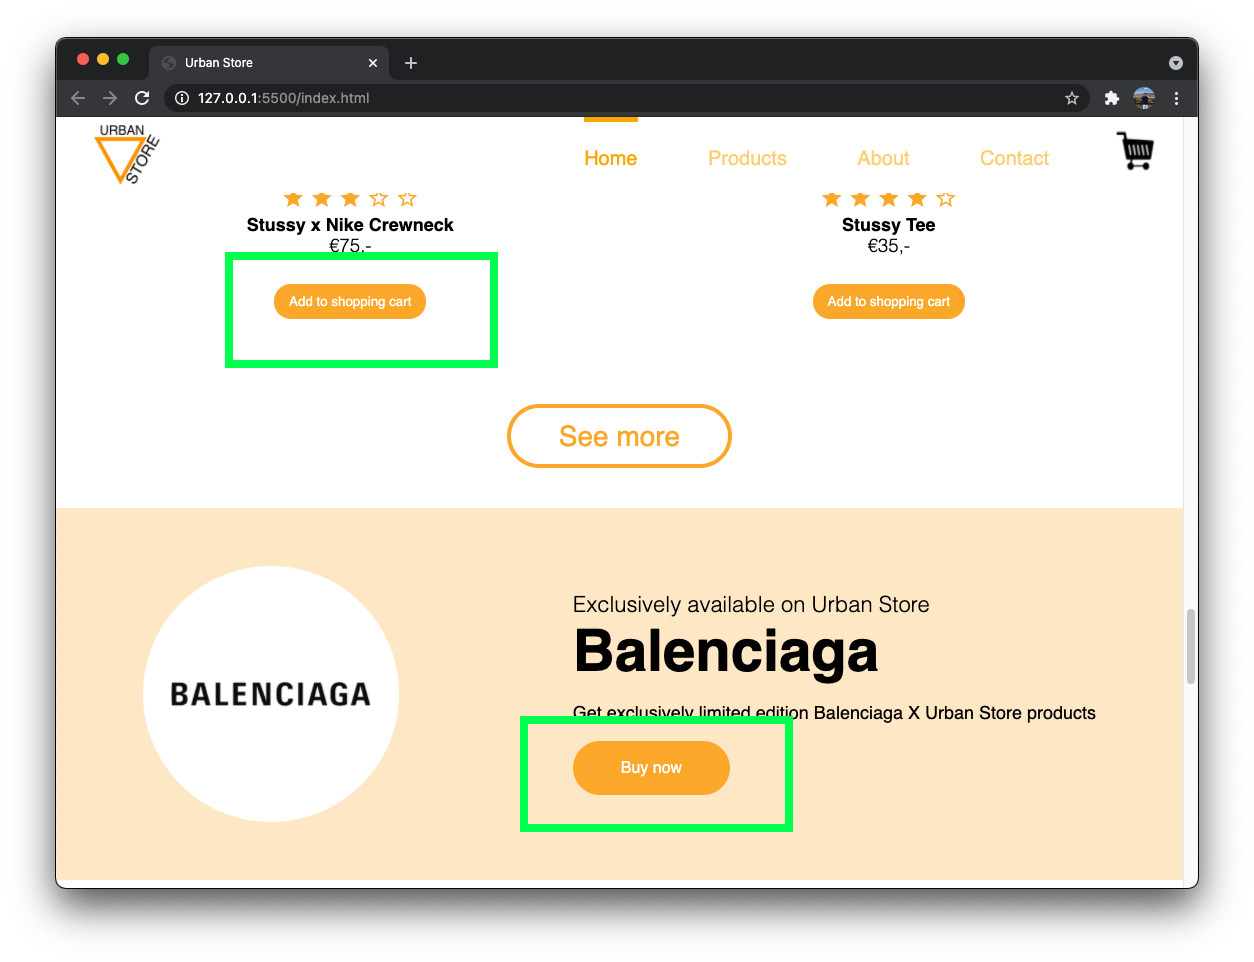 Urban Store
127.0.0.1:5500/index.html
URBAN
STORE
Home
Products
About
Contact
Stussy x Nike Crewneck
€75,-
Add to shopping cart
Stussy Tee
€35,-
Add to shopping cart
See more
BALENCIAGA
Exclusively available on Urban Store
Balenciaga
Get exclusively limited edition Balenciaga X Urban Store products
Buy now